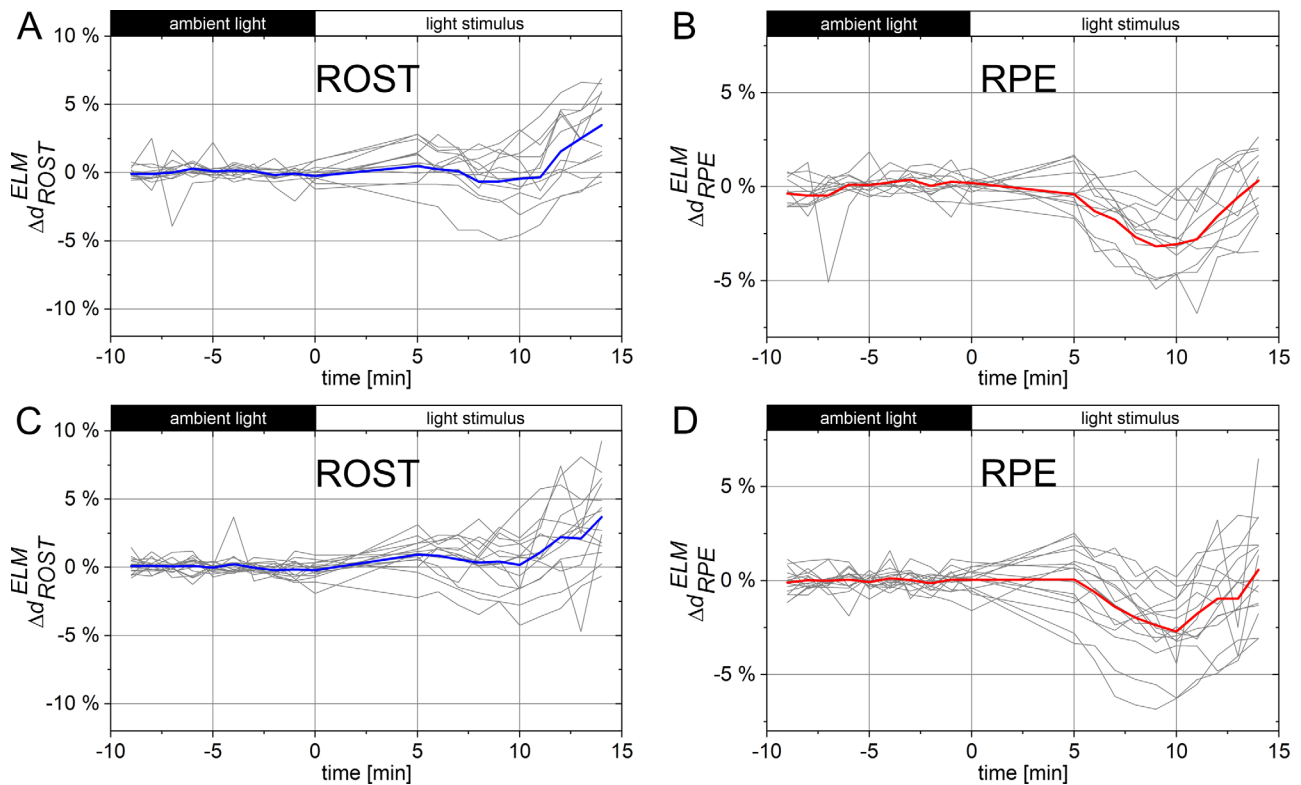 A
ambient light
light stimulus
ROST
10 %
5 %
0 %
-5 %
-10 %
Δd ELM ROST
-10
-5
0
5
10
15
time [min]
B
ambient light
light stimulus
RPE
5 %
0 %
-5 %
Δd ELM RPE
-10
-5
0
5
10
15
time [min]
C
ambient light
light stimulus
ROST
10 %
5 %
0 %
-5 %
-10 %
Δd ELM ROST
-10
-5
0
5
10
15
time [min]
D
ambient light
light stimulus
RPE
5 %
0 %
-5 %
Δd ELM RPE
-10
-5
0
5
10
15
time [min]